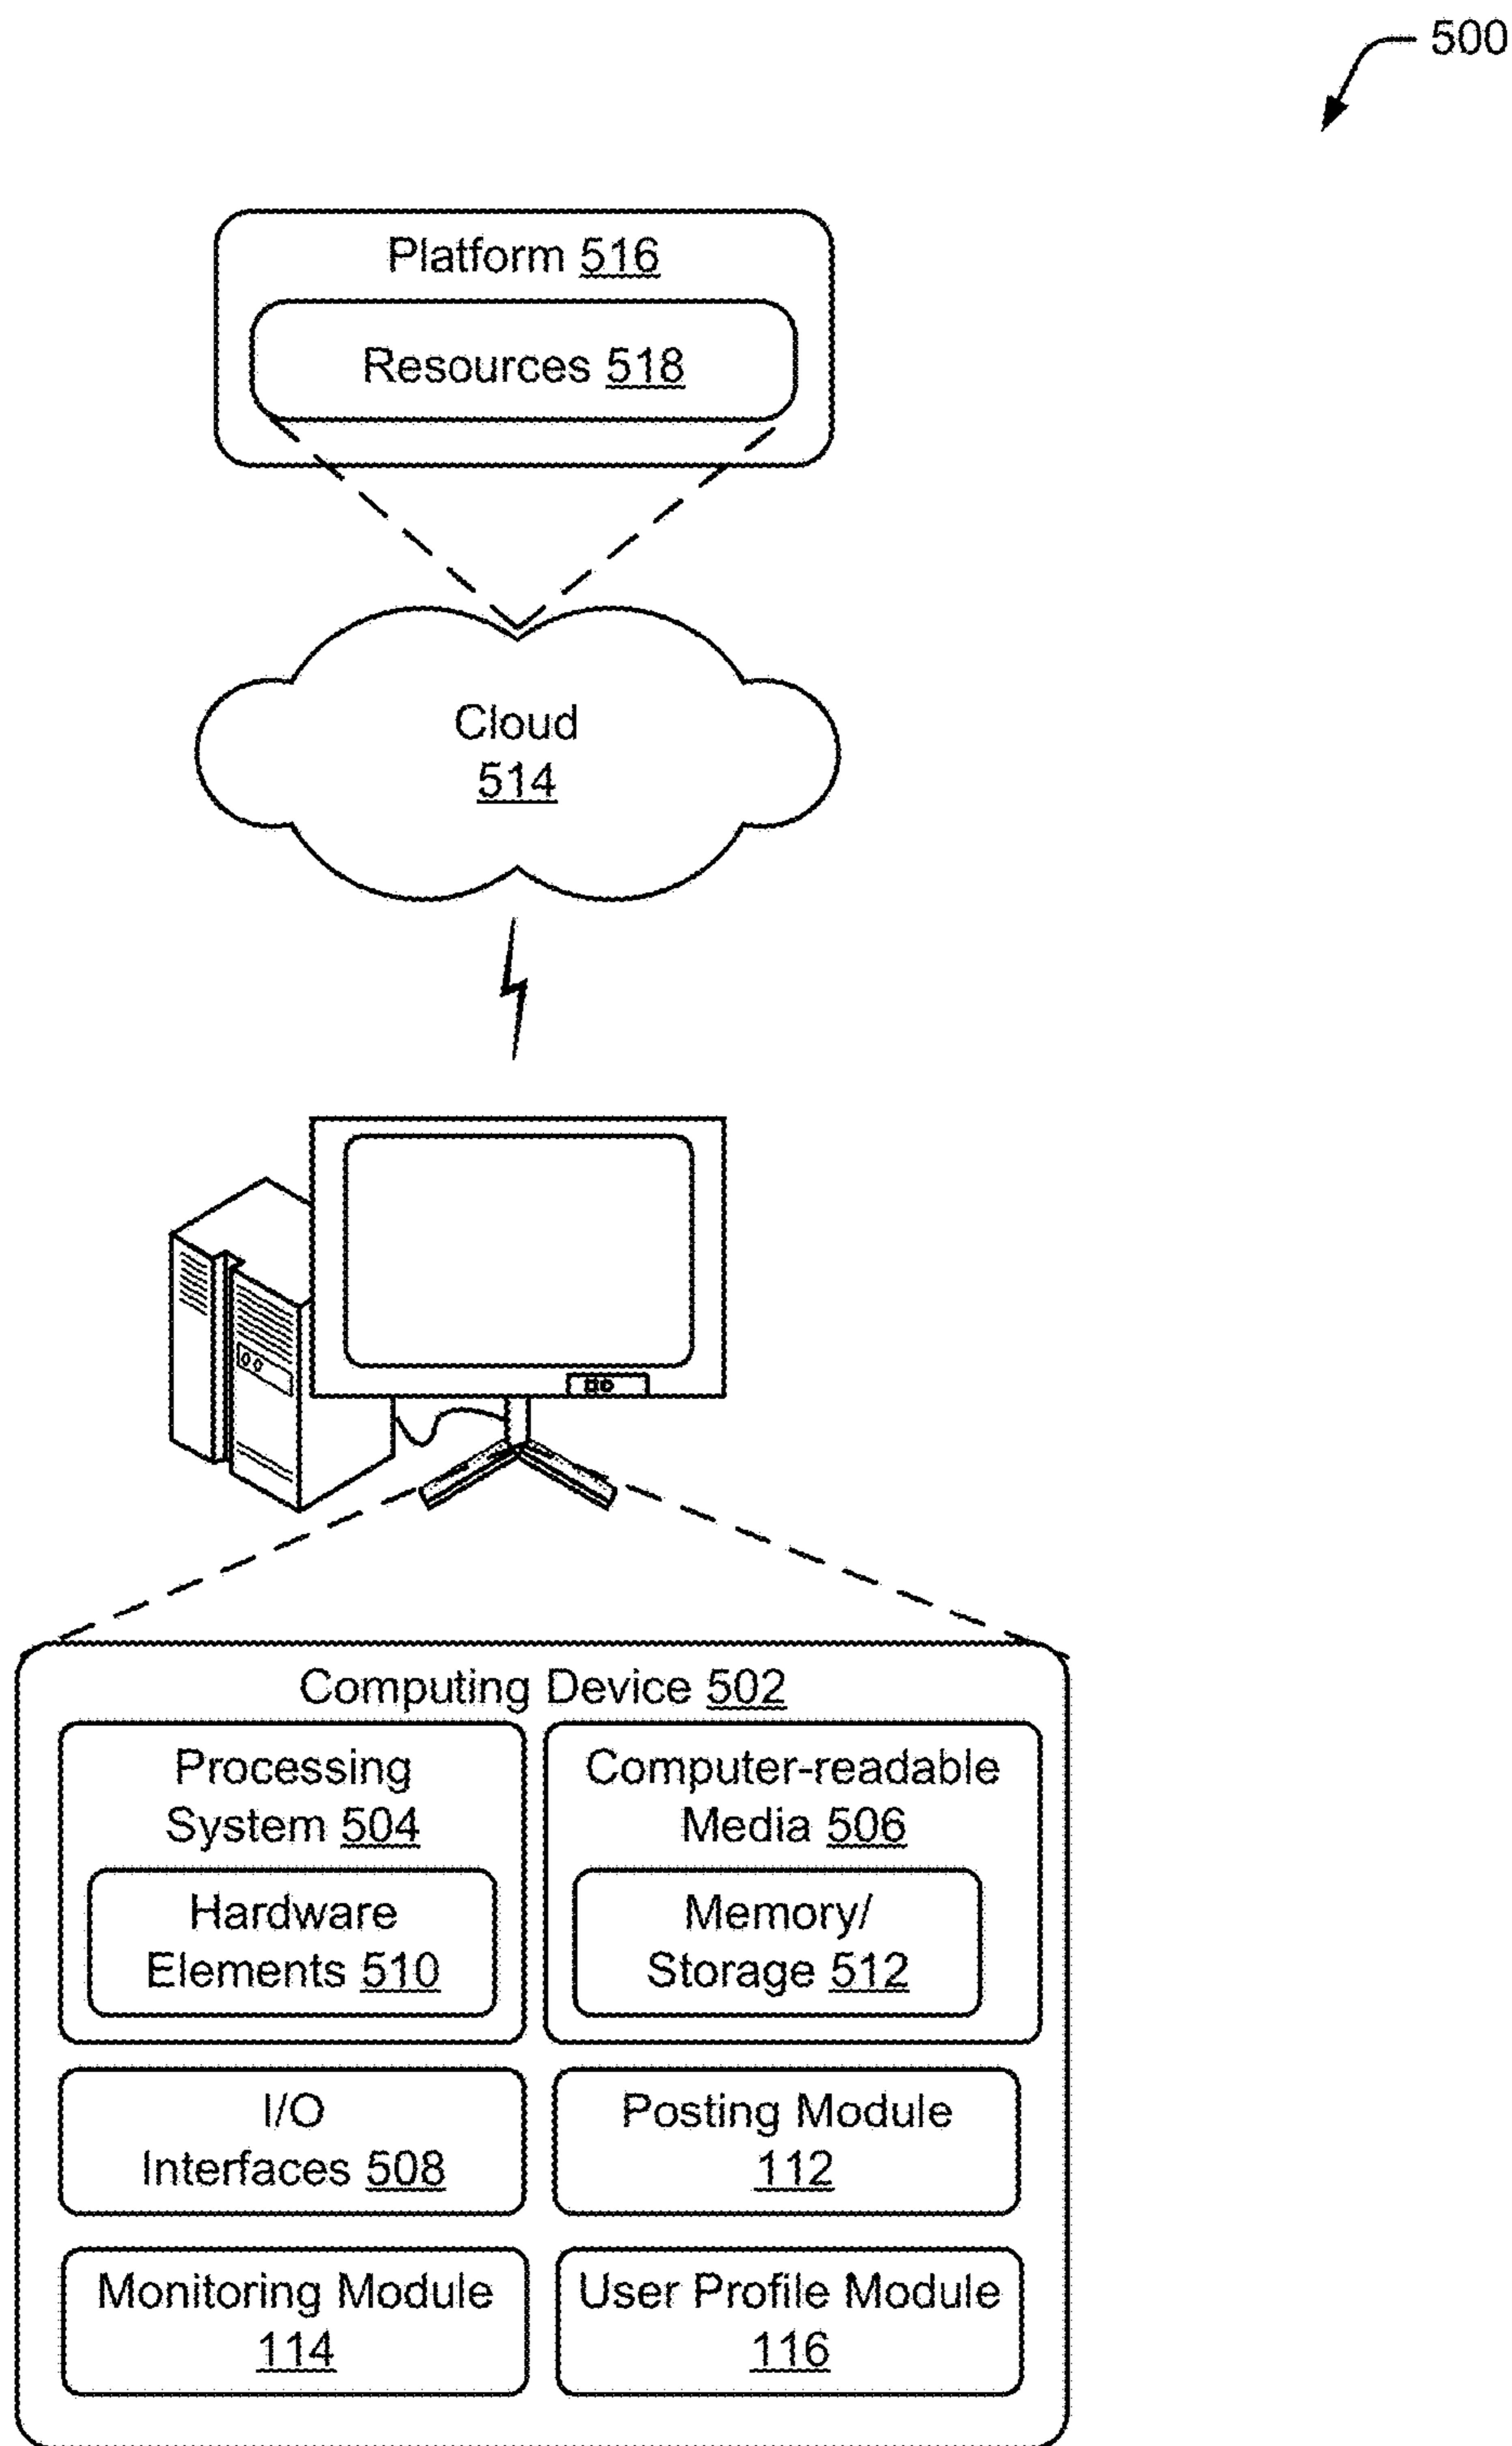 500
Platform 516
Resources 518
Cloud
514
Computing Device 502
Processing
System 504
Hardware
Elements 510
Computer-readable
Media 506
Memory/
Storage 512
I/O
Interfaces 508
Posting Module
112
Monitoring Module
114
User Profile Module
116